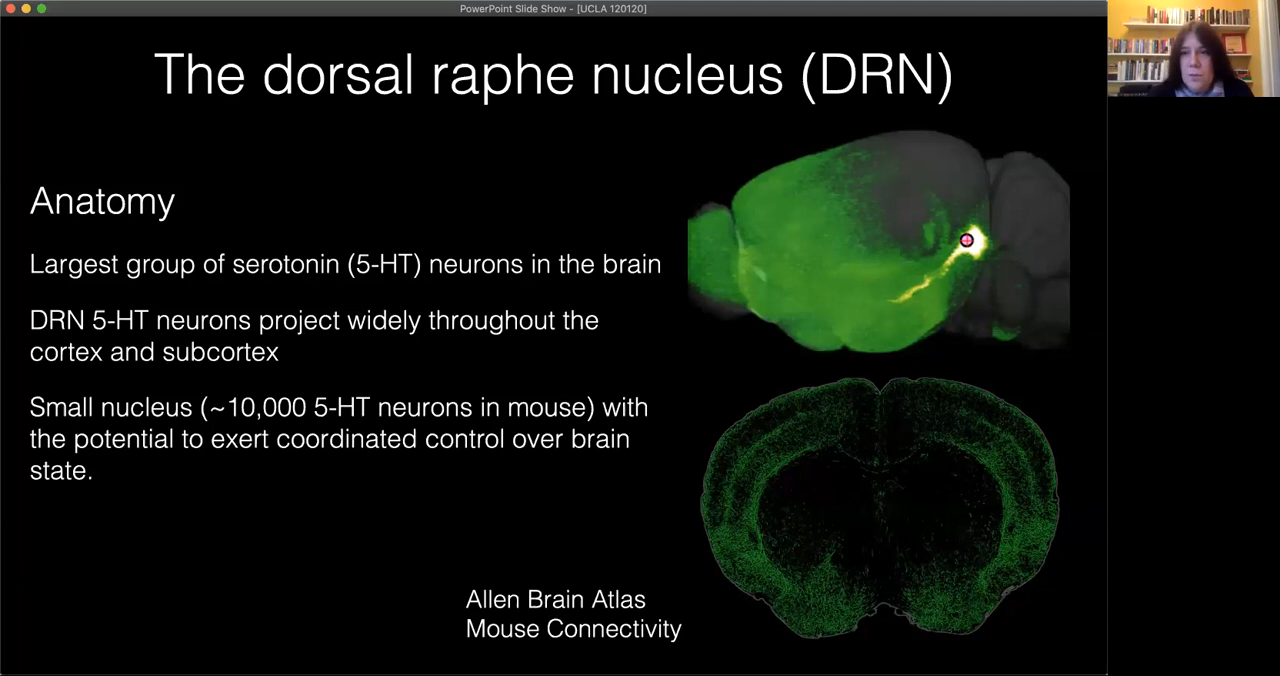 PowerPoint Slide Show - [UCLA 120120]
The dorsal raphe nucleus (DRN)
Anatomy
Largest group of serotonin (5-HT) neurons in the brain
DRN 5-HT neurons project widely throughout the
cortex and subcortex
Small nucleus (~10,000 5-HT neurons in mouse) with
the potential to exert coordinated control over brain
state.
Allen Brain Atlas
Mouse Connectivity